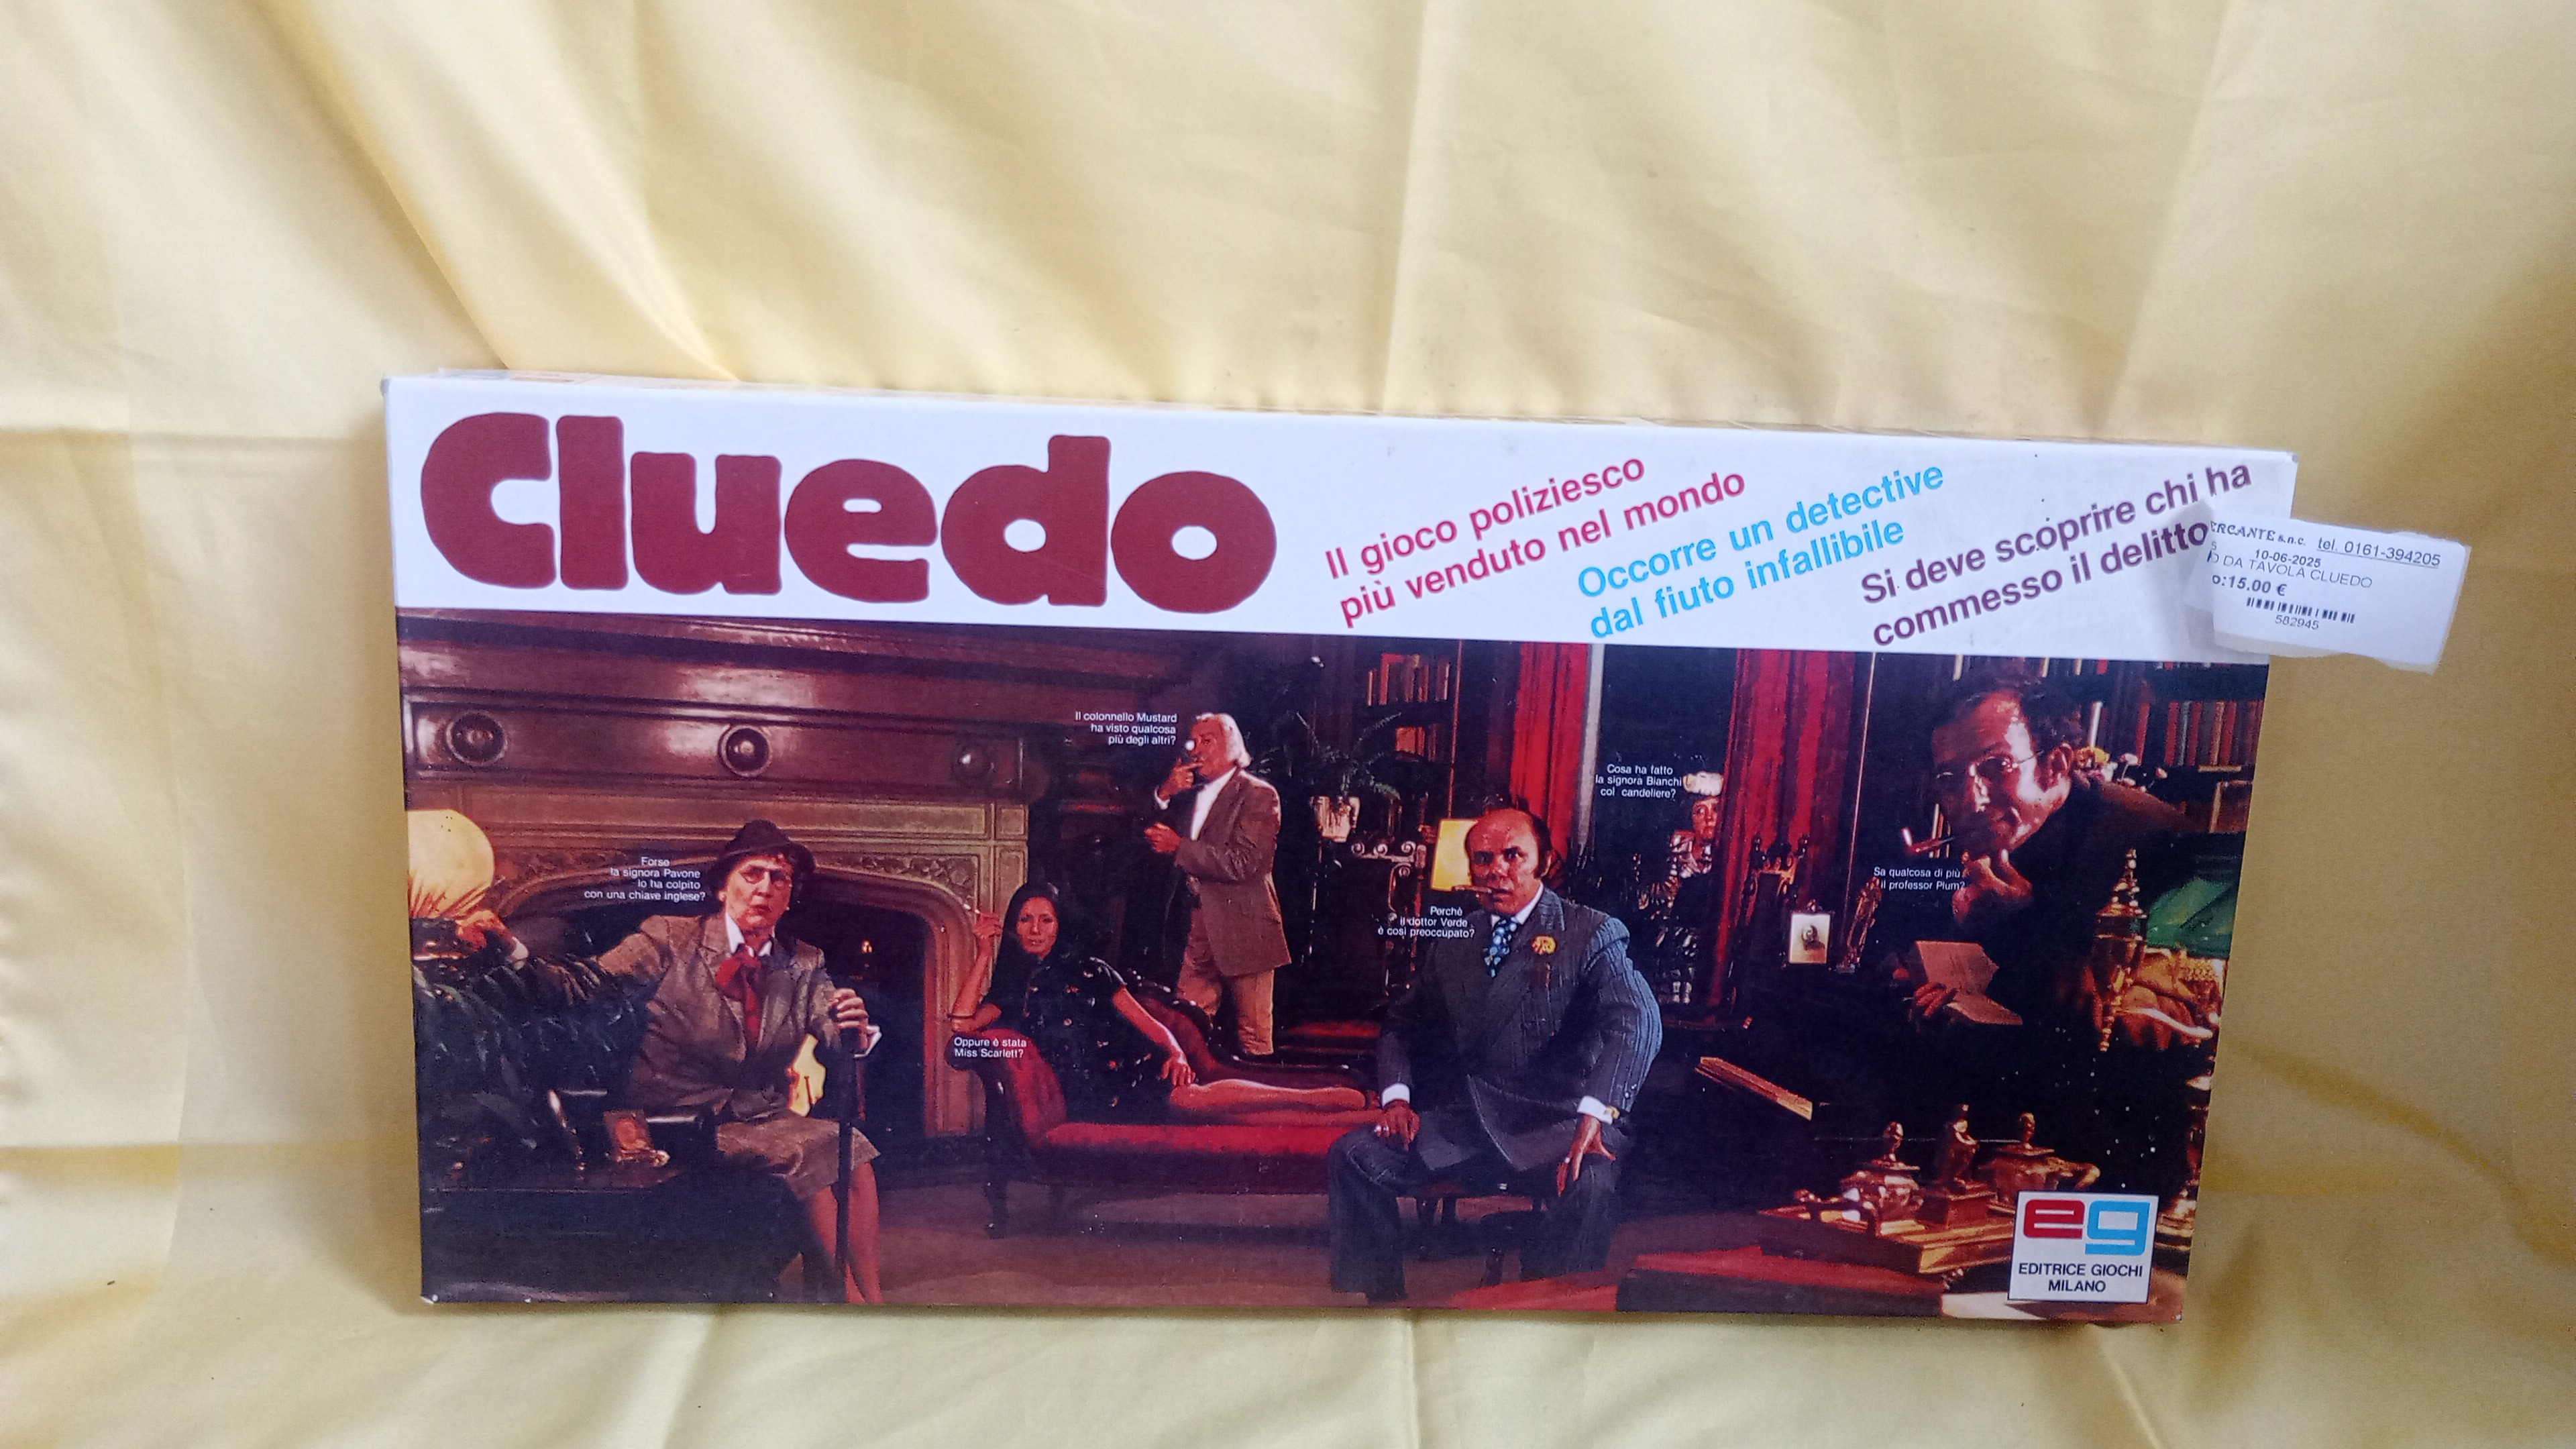 Cluedo
Il gioco poliziesco
più venduto nel mondo
Occorre un detective
dal fiuto infallibile
Si deve scoprire chi ha
commesso il delitto
ERCANTE s.n.c. tel. 0161-394205
10-06-2025
DA TAVOLA CLUEDO
o:15.00 €
582945
Il colonnello Mustard
ha visto qualcosa
più degli altri?
Cosa ha fatto
la signora Bianchi
col candeliere?
Forse
la signora Pavone
lo ha colpito
con una chiave inglese?
Sa qualcosa di più
il professor Plum?
Perchè
il dottor Verde
è così preoccupato?
Oppure è stata
Miss Scarlett?
eg
EDITRICE GIOCHI
MILANO